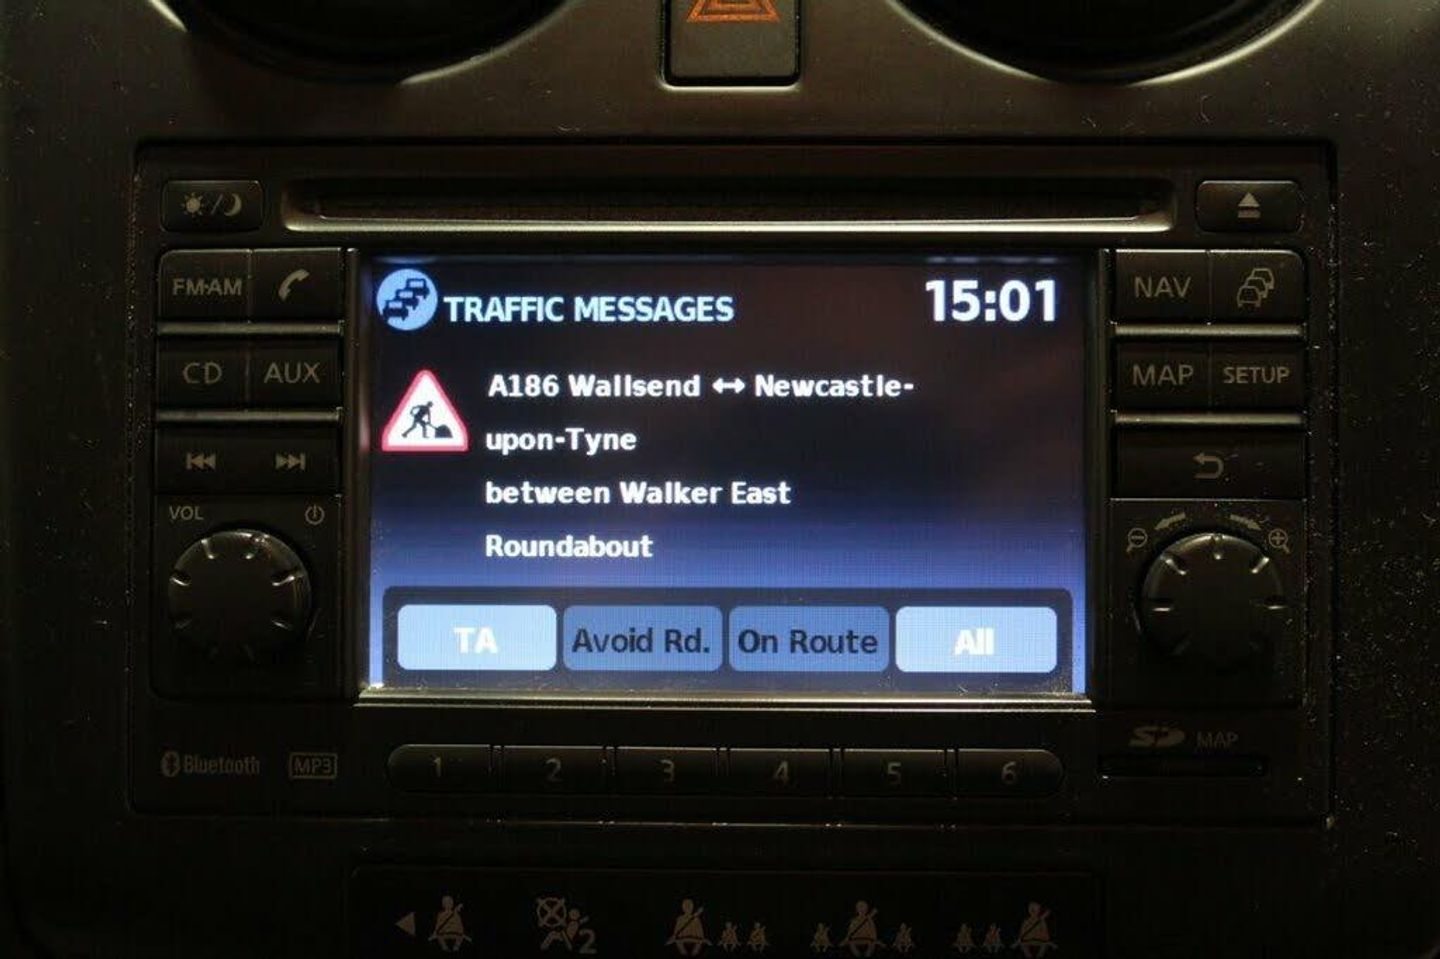 FM·AM
CD AUX
VOL
TRAFFIC MESSAGES 15:01
A186 Wallsend ↔ Newcastle-
upon-Tyne
between Walker East
Roundabout
TA Avoid Rd. On Route All
NAV
MAP SETUP
Bluetooth MP3
1 2 3 4 5 6
SD MAP
2